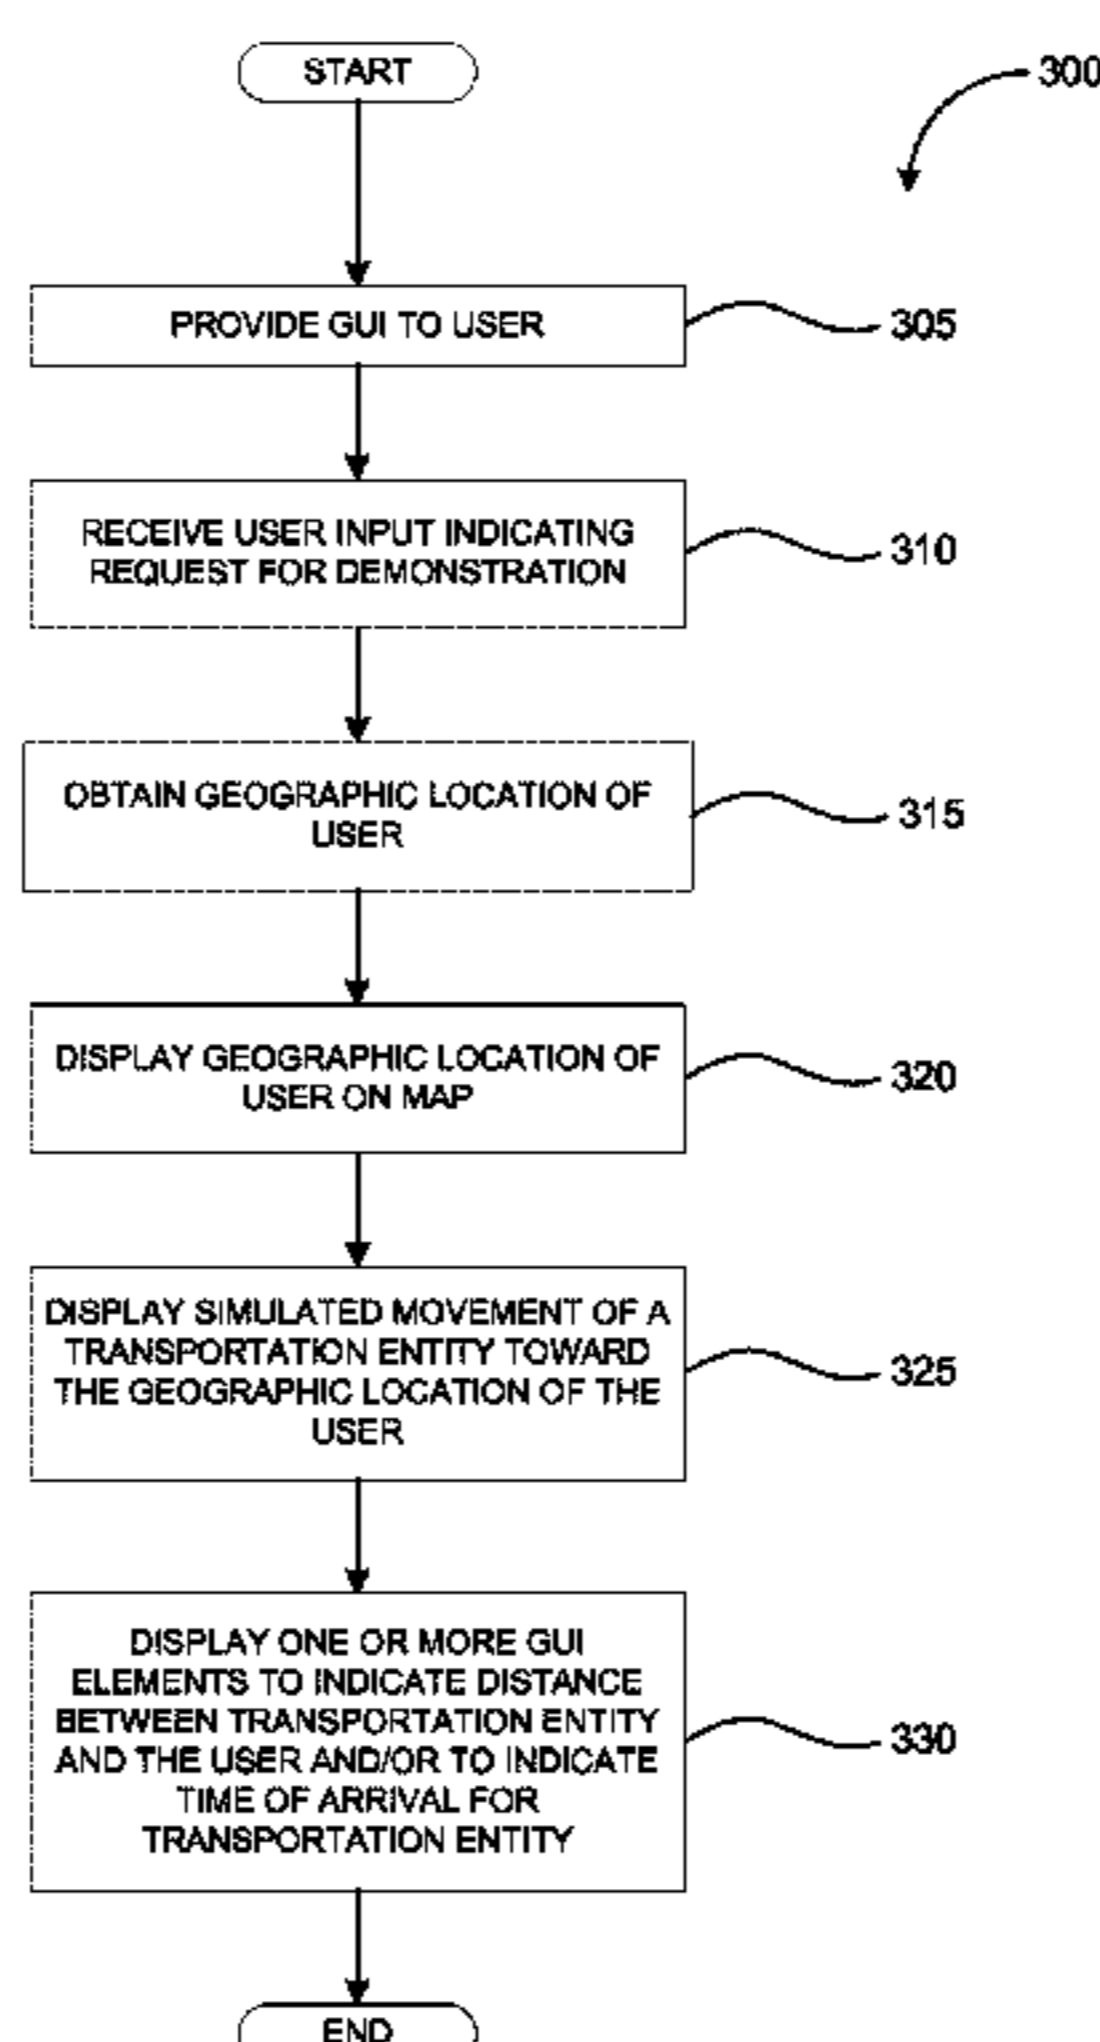 START
300
PROVIDE GUI TO USER
305
RECEIVE USER INPUT INDICATING
REQUEST FOR DEMONSTRATION
310
OBTAIN GEOGRAPHIC LOCATION OF
USER
315
DISPLAY GEOGRAPHIC LOCATION OF
USER ON MAP
320
DISPLAY SIMULATED MOVEMENT OF A
TRANSPORTATION ENTITY TOWARD
THE GEOGRAPHIC LOCATION OF THE
USER
325
DISPLAY ONE OR MORE GUI
ELEMENTS TO INDICATE DISTANCE
BETWEEN TRANSPORTATION ENTITY
AND THE USER AND/OR TO INDICATE
TIME OF ARRIVAL FOR
TRANSPORTATION ENTITY
330
END